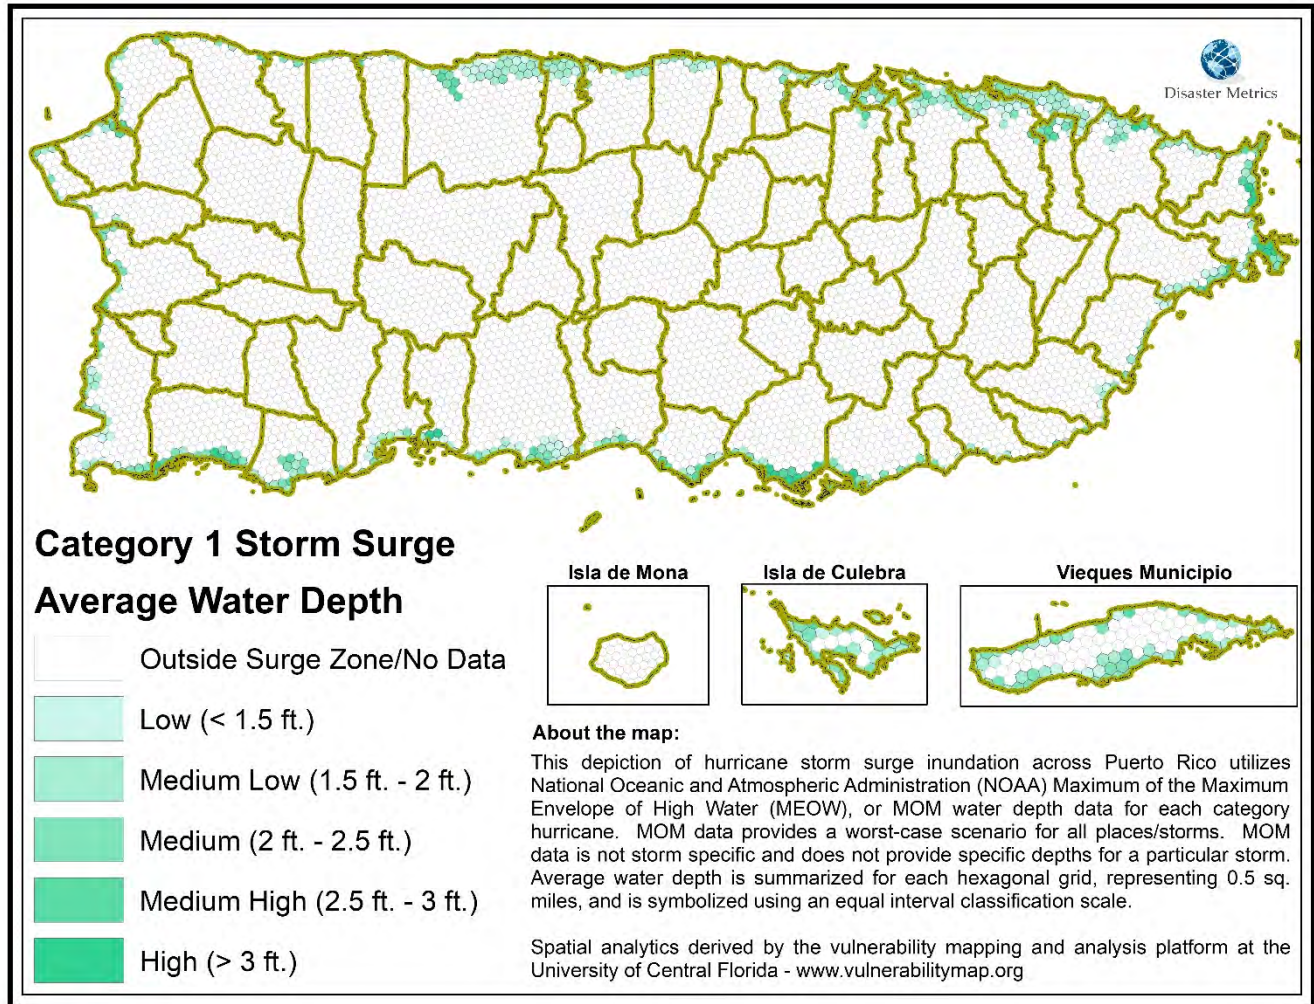 Disaster Metrics
Category 1 Storm Surge
Average Water Depth
Outside Surge Zone/No Data
Low (< 1.5 ft.)
Medium Low (1.5 ft. - 2 ft.)
Medium (2 ft. - 2.5 ft.)
Medium High (2.5 ft. - 3 ft.)
High (> 3 ft.)
Isla de Mona
Isla de Culebra
Vieques Municipio
About the map:
This depiction of hurricane storm surge inundation across Puerto Rico utilizes
National Oceanic and Atmospheric Administration (NOAA) Maximum of the Maximum
Envelope of High Water (MEOW), or MOM water depth data for each category
hurricane. MOM data provides a worst-case scenario for all places/storms. MOM
data is not storm specific and does not provide specific depths for a particular storm.
Average water depth is summarized for each hexagonal grid, representing 0.5 sq.
miles, and is symbolized using an equal interval classification scale.
Spatial analytics derived by the vulnerability mapping and analysis platform at the
University of Central Florida - www.vulnerabilitymap.org